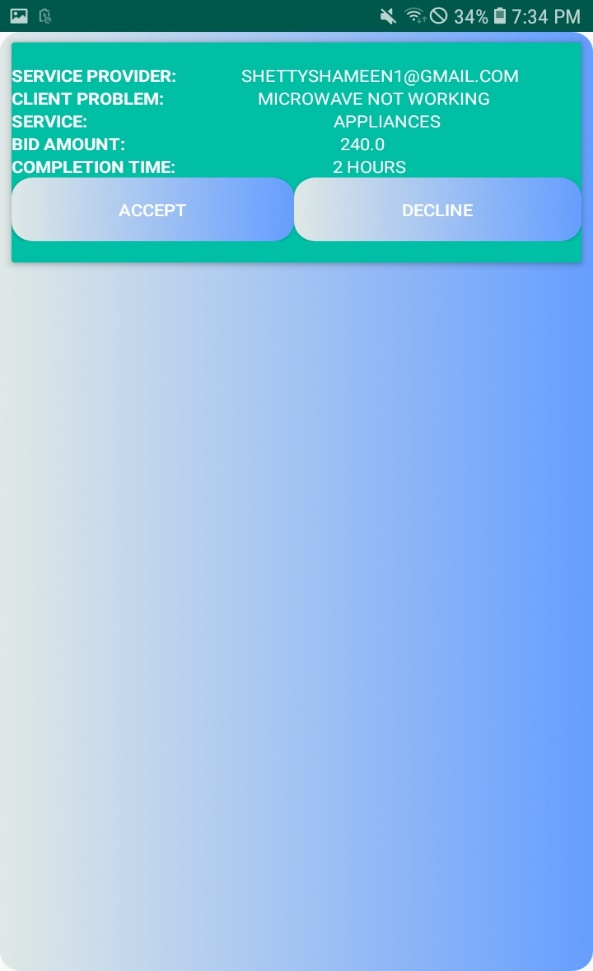 34% 7:34 PM
SERVICE PROVIDER: SHETTYSHAMEEN1@GMAIL.COM
CLIENT PROBLEM: MICROWAVE NOT WORKING
SERVICE: APPLIANCES
BID AMOUNT: 240.0
COMPLETION TIME: 2 HOURS
ACCEPT DECLINE